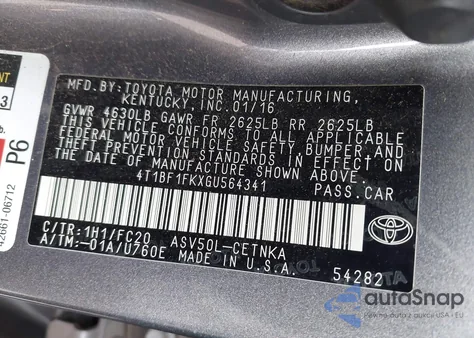 MFD.BY:TOYOTA MOTOR MANUFACTURING,
KENTUCKY, INC. 01/16
GVWR 4630LB GAWR FR 2625LB RR 2625LB
THIS VEHICLE CONFORMS TO ALL APPLICABLE
FEDERAL MOTOR VEHICLE SAFETY, BUMPER, AND
THEFT PREVENTION STANDARDS IN EFFECT ON THE
DATE OF MANUFACTURE SHOWN ABOVE.
4T1BF1FKXGU564341 PASS.CAR
C/TR:1H1/FC20 ASV50L-CETNKA
A/TM:-01A/U760E MADE IN U.S.A.
54282
P6
42661-06712
autoSnap